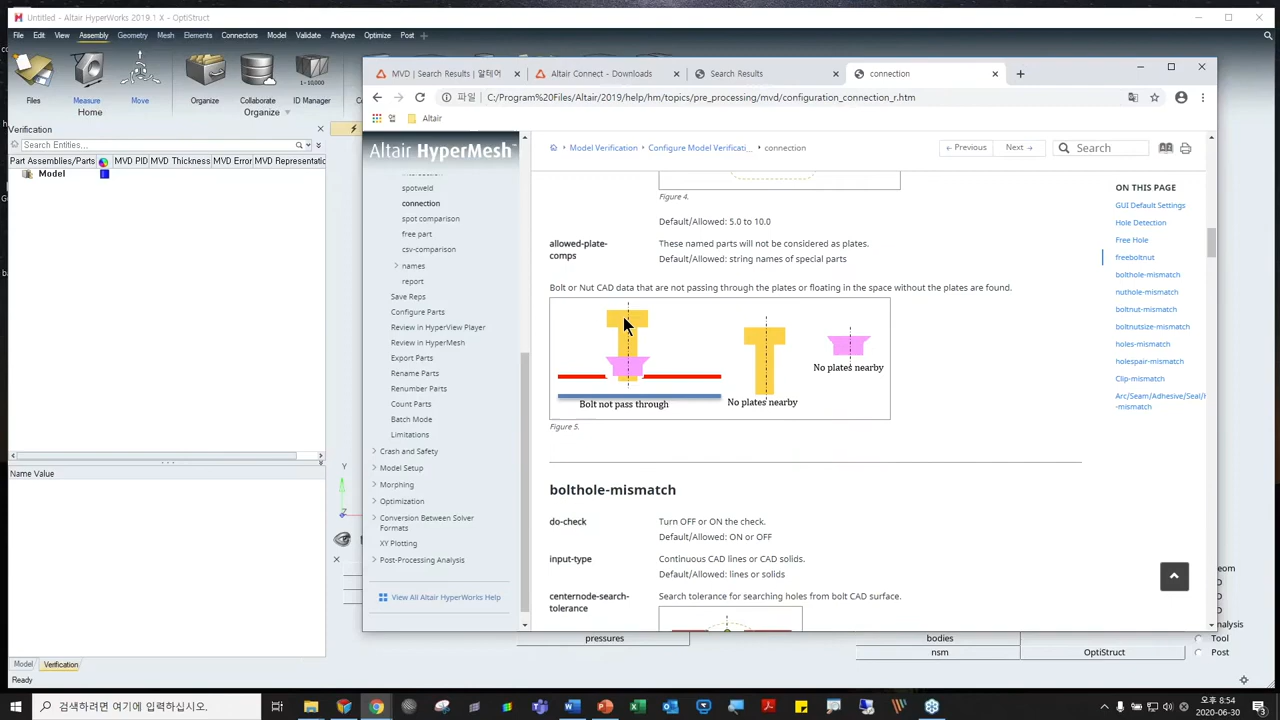 Untitled - Altair HyperWorks 2019.1 X - OptiStruct
File Edit View Assembly Geometry Mesh Elements Connectors Model Validate Analyze Optimize Post
Files Measure Move Organize Collaborate ID Manager
Home Organize
Verification
Search Entities...
Part Assemblies/Parts MVD PID MVD Thickness MVD Error MVD Representatio
Model
Name Value
Model Verification
Ready
MVD | Search Results | 알테어
Altair Connect - Downloads
Search Results
connection
파일 C:/Program%20Files/Altair/2019/help/hm/topics/pre_processing/mvd/configuration_connection_r.htm
앱 Altair
Altair HyperMesh
spotweld
connection
spot comparison
free part
csv-comparison
names
report
Save Reps
Configure Parts
Review in HyperView Player
Review in HyperMesh
Export Parts
Rename Parts
Renumber Parts
Count Parts
Batch Mode
Limitations
Crash and Safety
Model Setup
Morphing
Optimization
Conversion Between Solver
Formats
XY Plotting
Post-Processing Analysis
View All Altair HyperWorks Help
Model Verification Configure Model Verificati... connection
Previous Next Search
Figure 4.
Default/Allowed: 5.0 to 10.0
allowed-plate-
comps
These named parts will not be considered as plates.
Default/Allowed: string names of special parts
Bolt or Nut CAD data that are not passing through the plates or floating in the space without the plates are found.
Bolt not pass through
No plates nearby
No plates nearby
Figure 5.
bolthole-mismatch
do-check Turn OFF or ON the check.
Default/Allowed: ON or OFF
input-type Continuous CAD lines or CAD solids.
Default/Allowed: lines or solids
centernode-search-
tolerance
Search tolerance for searching holes from bolt CAD surface.
ON THIS PAGE
GUI Default Settings
Hole Detection
Free Hole
freeboltnut
bolthole-mismatch
nuthole-mismatch
boltnut-mismatch
boltnutsize-mismatch
holes-mismatch
holespair-mismatch
Clip-mismatch
Arc/Seam/Adhesive/Seal/H
-mismatch
Y
Z
eom
D
D
D
nalysis
Tool
Post
pressures bodies
nsm OptiStruct
검색하려면 여기에 입력하십시오.
오후 8:54
2020-06-30